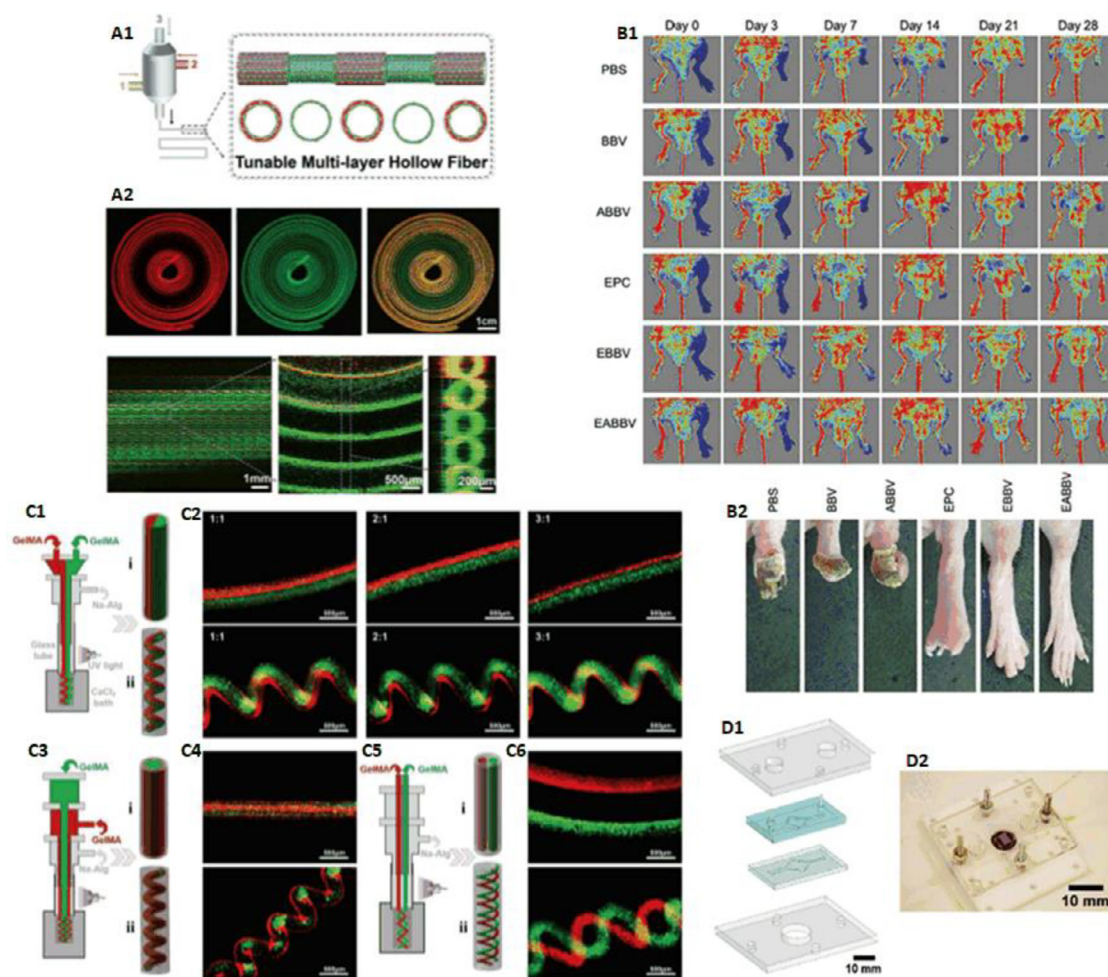 A1
3
2
1
Tunable Multi-layer Hollow Fiber
A2
1cm
1mm
500μm
200μm
B1
Day 0 Day 3 Day 7 Day 14 Day 21 Day 28
PBS
BBV
ABBV
EPC
EBBV
EABBV
B2
PBS BBV ABBV EPC EBBV EABBV
C1
GelMA GelMA
i
Na-Alg
Glass
tube
UV light
ii
CaCl₂
bath
C2
1:1 2:1 3:1
500μm 500μm 500μm
1:1 2:1 3:1
500μm 500μm 500μm
C3
GelMA
i
GelMA
Na-Alg
ii
C4
500μm
500μm
C5
GelMA GelMA
i
Na-Alg
ii
C6
500μm
500μm
D1
10 mm
D2
10 mm